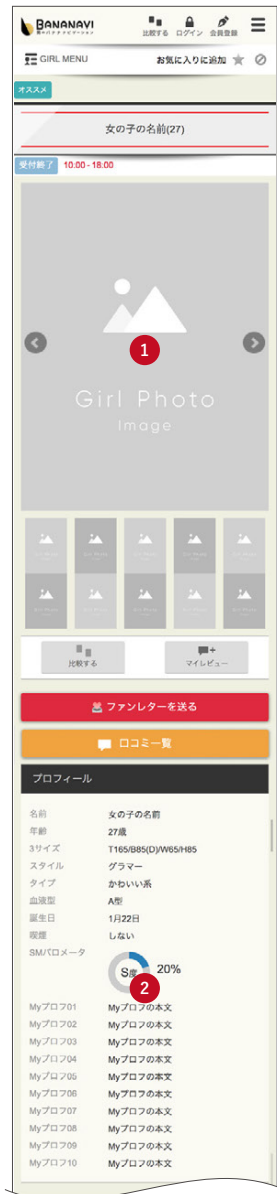 BANANAVI
比較する ログイン 会員登録
GIRL MENU お気に入りに追加
オススメ
女の子の名前(27)
受付終了 10:00 - 18:00
1
Girl Photo
Image
比較する マイレビュー
ファンレターを送る
口コミ一覧
プロフィール
名前 女の子の名前
年齢 27歳
3サイズ T165/B85(D)/W65/H85
スタイル グラマー
タイプ かわいい系
血液型 A型
誕生日 1月22日
喫煙 しない
SMバロメータ
S度 20%
2
Myプロフ01 Myプロフの本文
Myプロフ02 Myプロフの本文
Myプロフ03 Myプロフの本文
Myプロフ04 Myプロフの本文
Myプロフ05 Myプロフの本文
Myプロフ06 Myプロフの本文
Myプロフ07 Myプロフの本文
Myプロフ08 Myプロフの本文
Myプロフ09 Myプロフの本文
Myプロフ10 Myプロフの本文